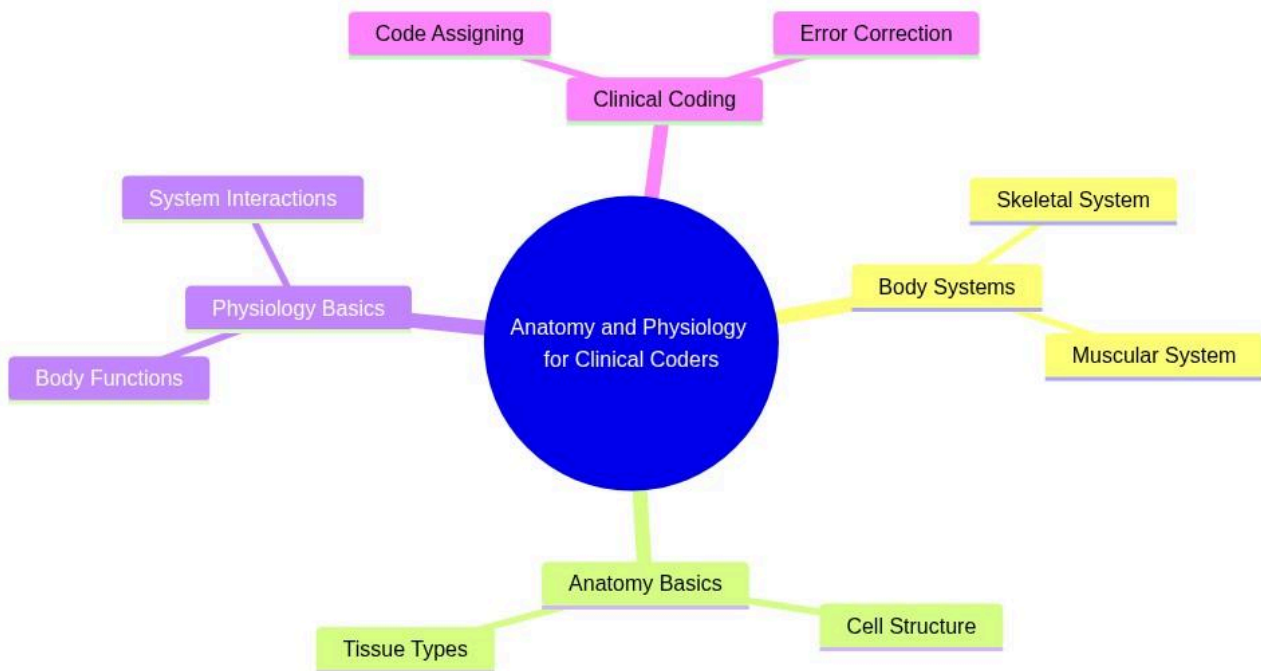 Code Assigning
Error Correction
Clinical Coding
System Interactions
Skeletal System
Physiology Basics
Body Systems
Anatomy and Physiology
for Clinical Coders
Body Functions
Muscular System
Anatomy Basics
Tissue Types
Cell Structure